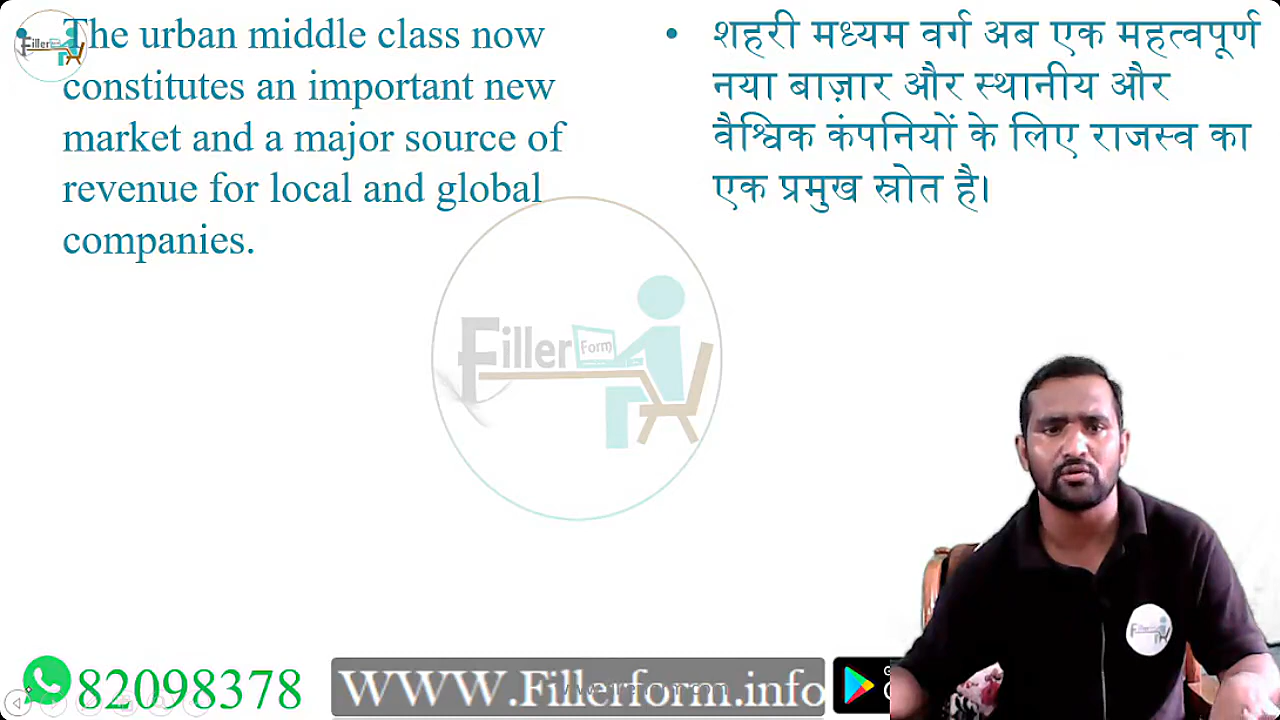 • The urban middle class now
constitutes an important new
market and a major source of
revenue for local and global
companies.
• शहरी मध्यम वर्ग अब एक महत्वपूर्ण
नया बाज़ार और स्थानीय और
वैश्विक कंपनियों के लिए राजस्व का
एक प्रमुख स्रोत है।
Filler
Filler Form
Filler
82098378
WWW.Fillerform.info